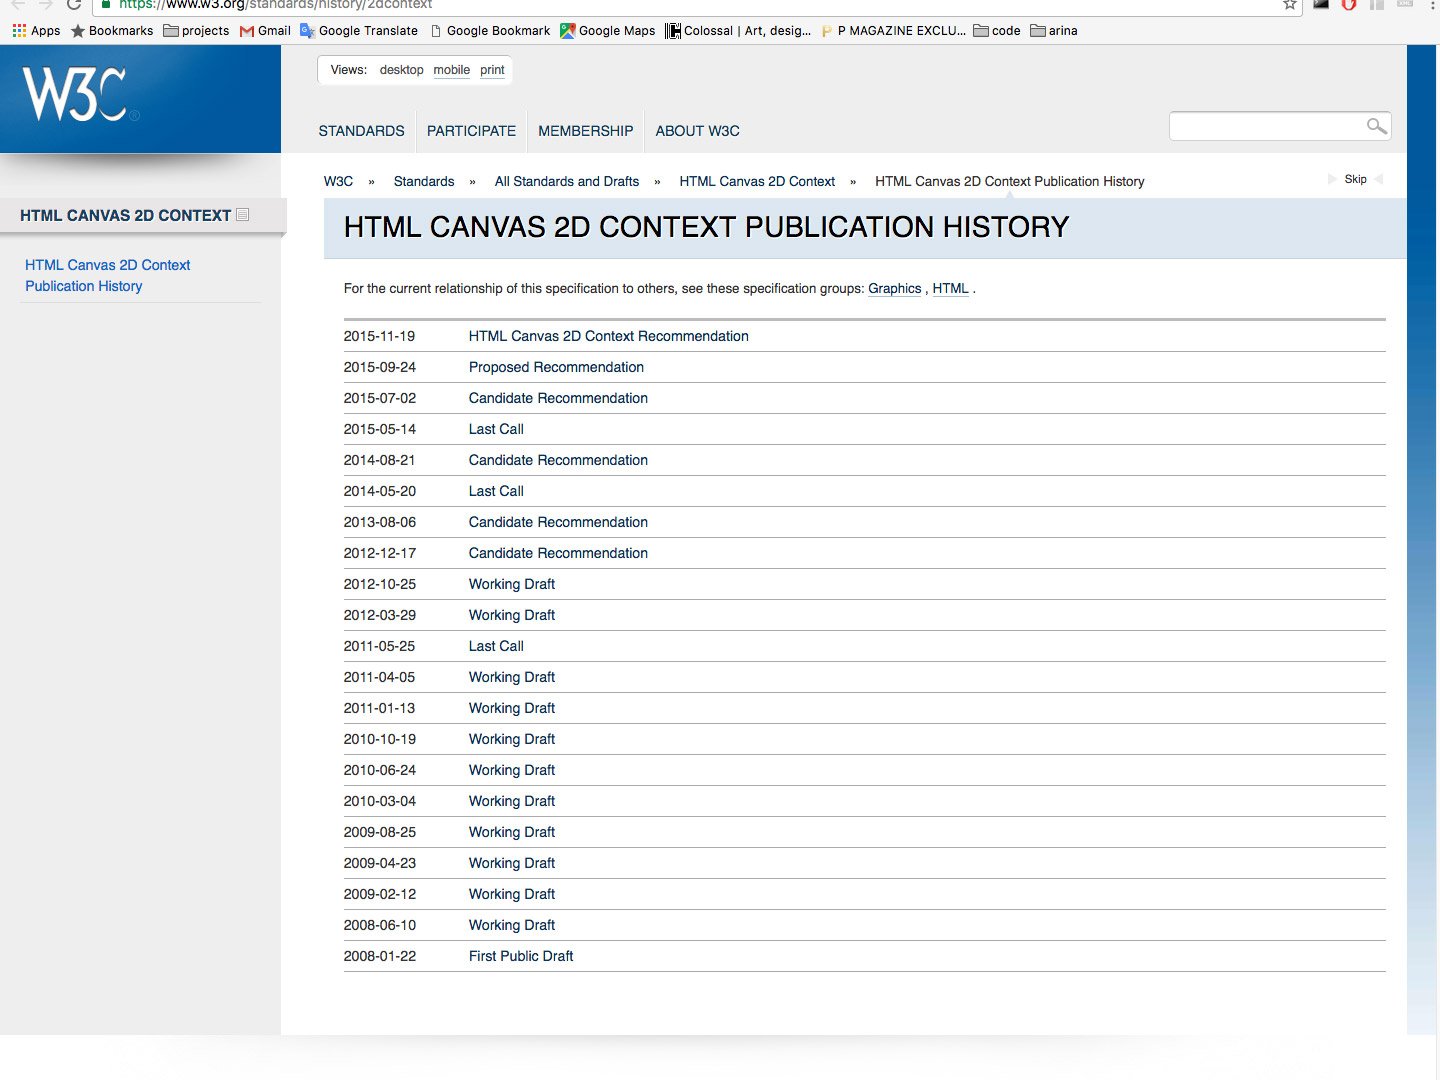 https://www.w3.org/standards/history/2dcontext
Apps Bookmarks projects Gmail Google Translate Google Bookmark Google Maps Colossal | Art, desig... P MAGAZINE EXCLU... code arina
W3C®
Views: desktop mobile print
STANDARDS PARTICIPATE MEMBERSHIP ABOUT W3C
W3C » Standards » All Standards and Drafts » HTML Canvas 2D Context » HTML Canvas 2D Context Publication History
Skip
HTML CANVAS 2D CONTEXT
HTML Canvas 2D Context
Publication History
HTML CANVAS 2D CONTEXT PUBLICATION HISTORY
For the current relationship of this specification to others, see these specification groups: Graphics , HTML .
2015-11-19 HTML Canvas 2D Context Recommendation
2015-09-24 Proposed Recommendation
2015-07-02 Candidate Recommendation
2015-05-14 Last Call
2014-08-21 Candidate Recommendation
2014-05-20 Last Call
2013-08-06 Candidate Recommendation
2012-12-17 Candidate Recommendation
2012-10-25 Working Draft
2012-03-29 Working Draft
2011-05-25 Last Call
2011-04-05 Working Draft
2011-01-13 Working Draft
2010-10-19 Working Draft
2010-06-24 Working Draft
2010-03-04 Working Draft
2009-08-25 Working Draft
2009-04-23 Working Draft
2009-02-12 Working Draft
2008-06-10 Working Draft
2008-01-22 First Public Draft